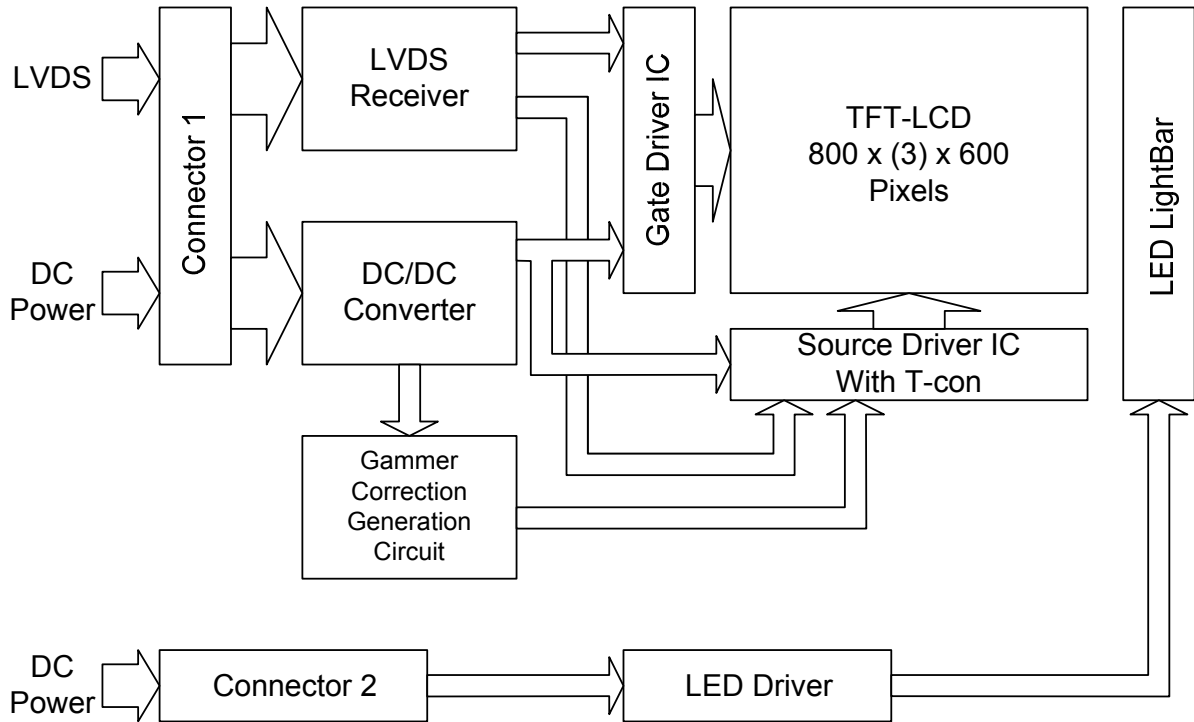 LVDS
Connector 1
LVDS
Receiver
Gate Driver IC
TFT-LCD
800 x (3) x 600
Pixels
LED LightBar
DC
Power
DC/DC
Converter
Source Driver IC
With T-con
Gammer
Correction
Generation
Circuit
DC
Power
Connector 2
LED Driver